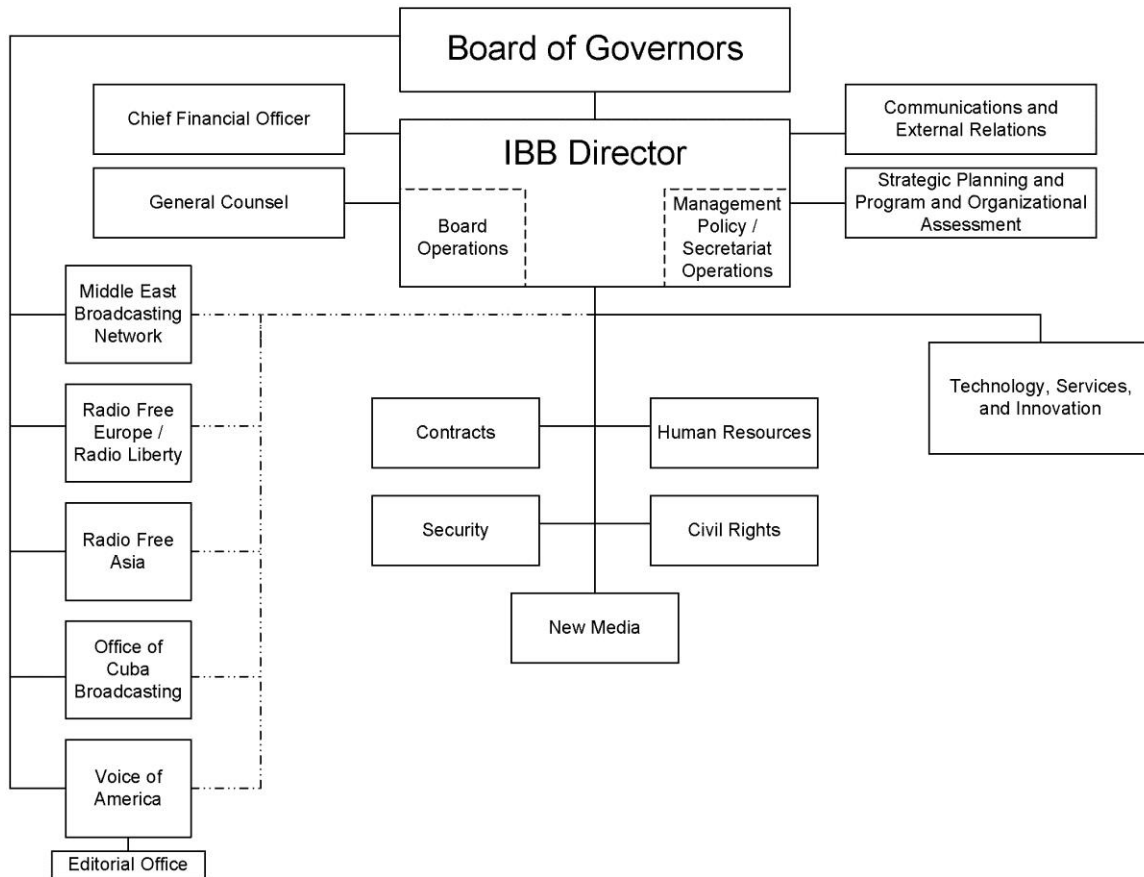 Board of Governors
Chief Financial Officer
Communications and
External Relations
IBB Director
General Counsel
Board
Operations
Management
Policy /
Secretariat
Operations
Strategic Planning and
Program and Organizational
Assessment
Middle East
Broadcasting
Network
Technology, Services,
and Innovation
Radio Free
Europe /
Radio Liberty
Contracts
Human Resources
Radio Free
Asia
Security
Civil Rights
New Media
Office of
Cuba
Broadcasting
Voice of
America
Editorial Office